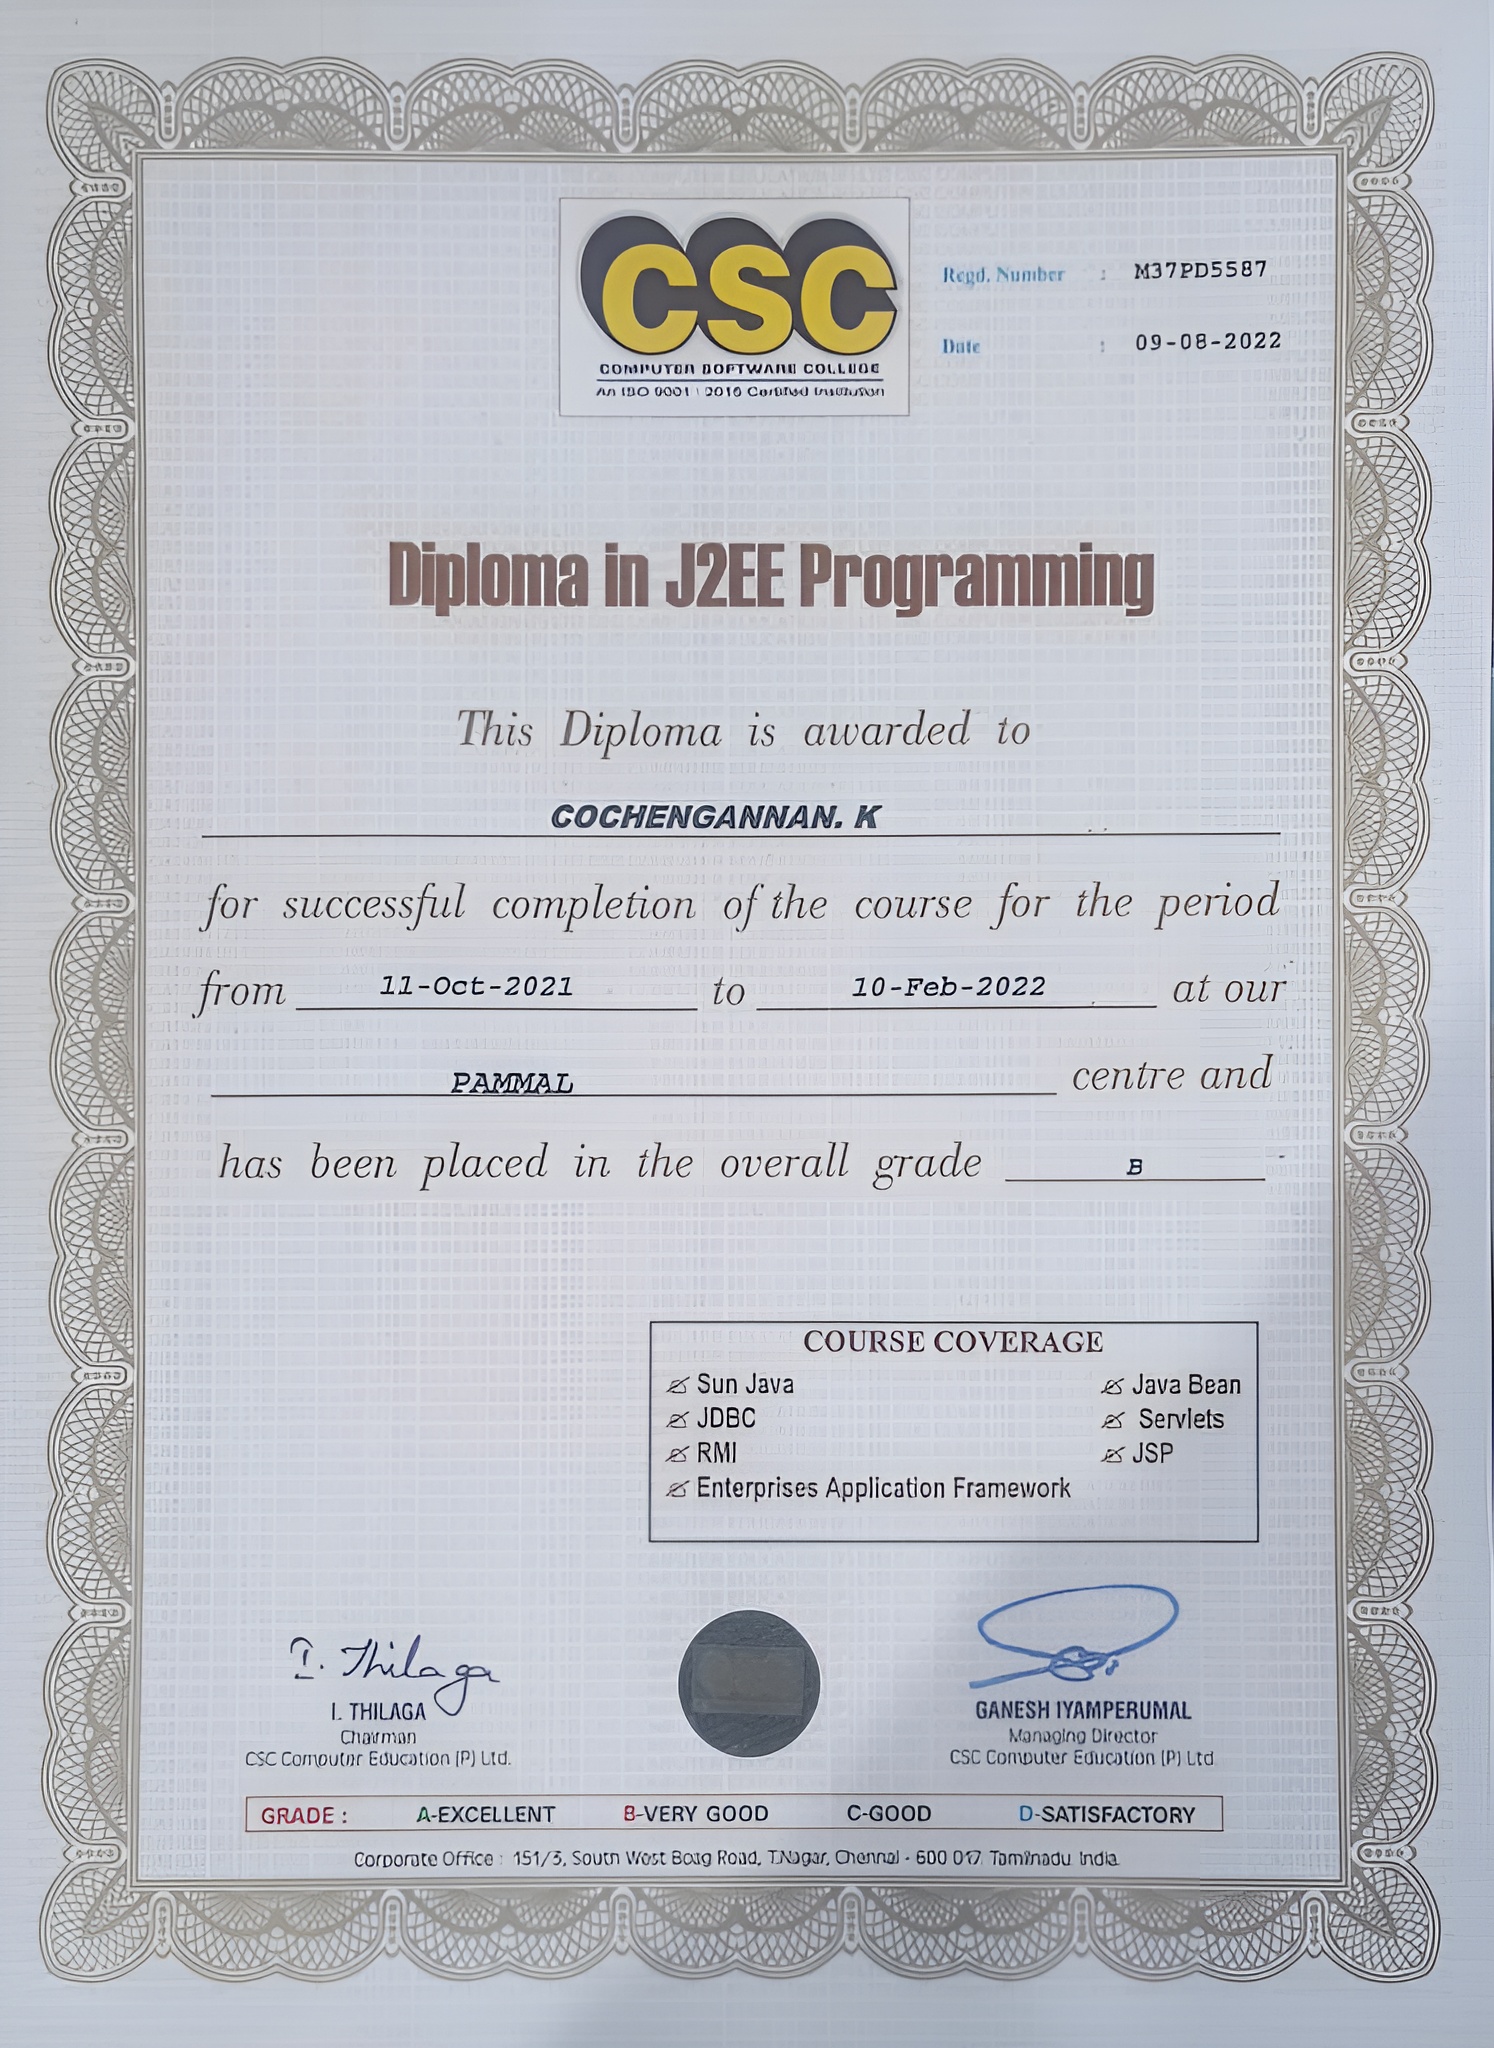 CSC
COMPUTER SOFTWARE COLLEGE
An ISO 9001 : 2015 Certified Institution
Regd. Number : M37PD5587
Date : 09-08-2022
Diploma in J2EE Programming
This Diploma is awarded to
COCHENGANNAN. K
for successful completion of the course for the period
from 11-Oct-2021 to 10-Feb-2022 at our
PAMMAL centre and
has been placed in the overall grade B
COURSE COVERAGE
Sun Java Java Bean
JDBC Servlets
RMI JSP
Enterprises Application Framework
I. Thilaga
I. THILAGA GANESH IYAMPERUMAL
Chairman Managing Director
CSC Computer Education (P) Ltd. CSC Computer Education (P) Ltd.
GRADE : A-EXCELLENT B-VERY GOOD C-GOOD D-SATISFACTORY
Corporate Office : 151/3, South West Boag Road, T.Nagar, Chennai - 600 017. Tamilnadu. India.